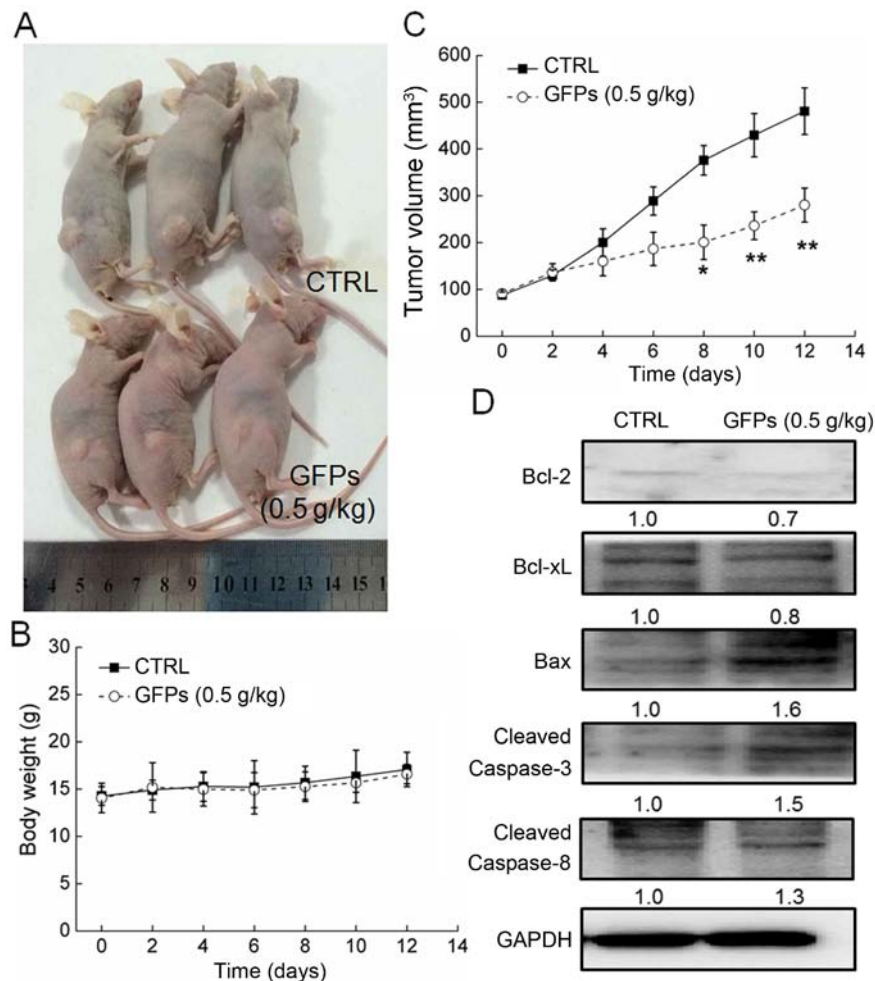 A
CTRL
GFPs
(0.5 g/kg)
4 5 6 7 8 9 10 11 12 13 14 15
B
30
25
20
15
10
5
0
Body weight (g)
CTRL
GFPs (0.5 g/kg)
0 2 4 6 8 10 12 14
Time (days)
C
600
500
400
300
200
100
0
Tumor volume (mm³)
CTRL
GFPs (0.5 g/kg)
* ** **
0 2 4 6 8 10 12 14
Time (days)
D
CTRL GFPs (0.5 g/kg)
Bcl-2
1.0 0.7
Bcl-xL
1.0 0.8
Bax
1.0 1.6
Cleaved
Caspase-3
1.0 1.5
Cleaved
Caspase-8
1.0 1.3
GAPDH